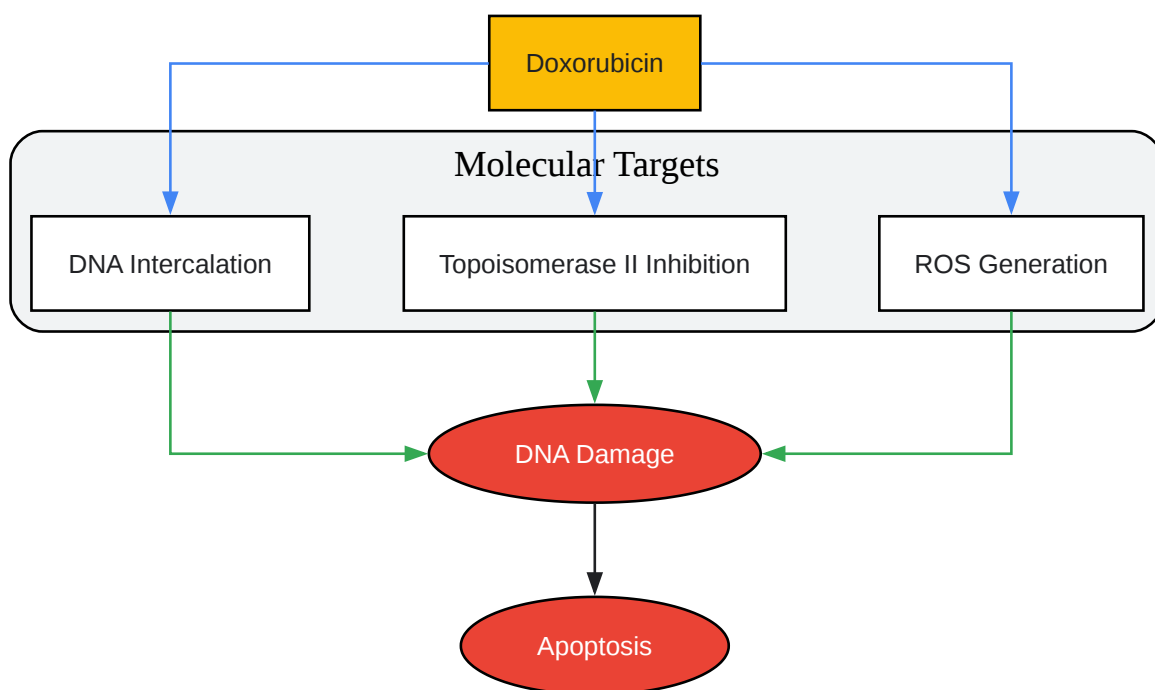 Doxorubicin
Molecular Targets
DNA Intercalation
Topoisomerase II Inhibition
ROS Generation
DNA Damage
Apoptosis